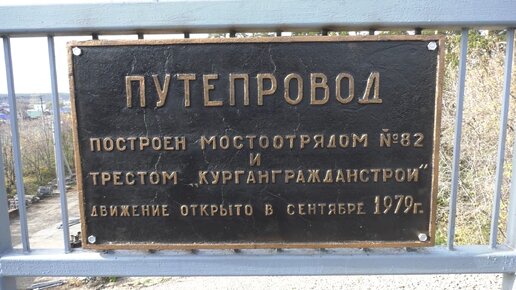 ПУТЕПРОВОД
ПОСТРОЕН МОСТООТРЯДОМ №82
И
ТРЕСТОМ „КУРГАНГРАЖДАНСТРОЙ"
ДВИЖЕНИЕ ОТКРЫТО В СЕНТЯБРЕ 1979г.